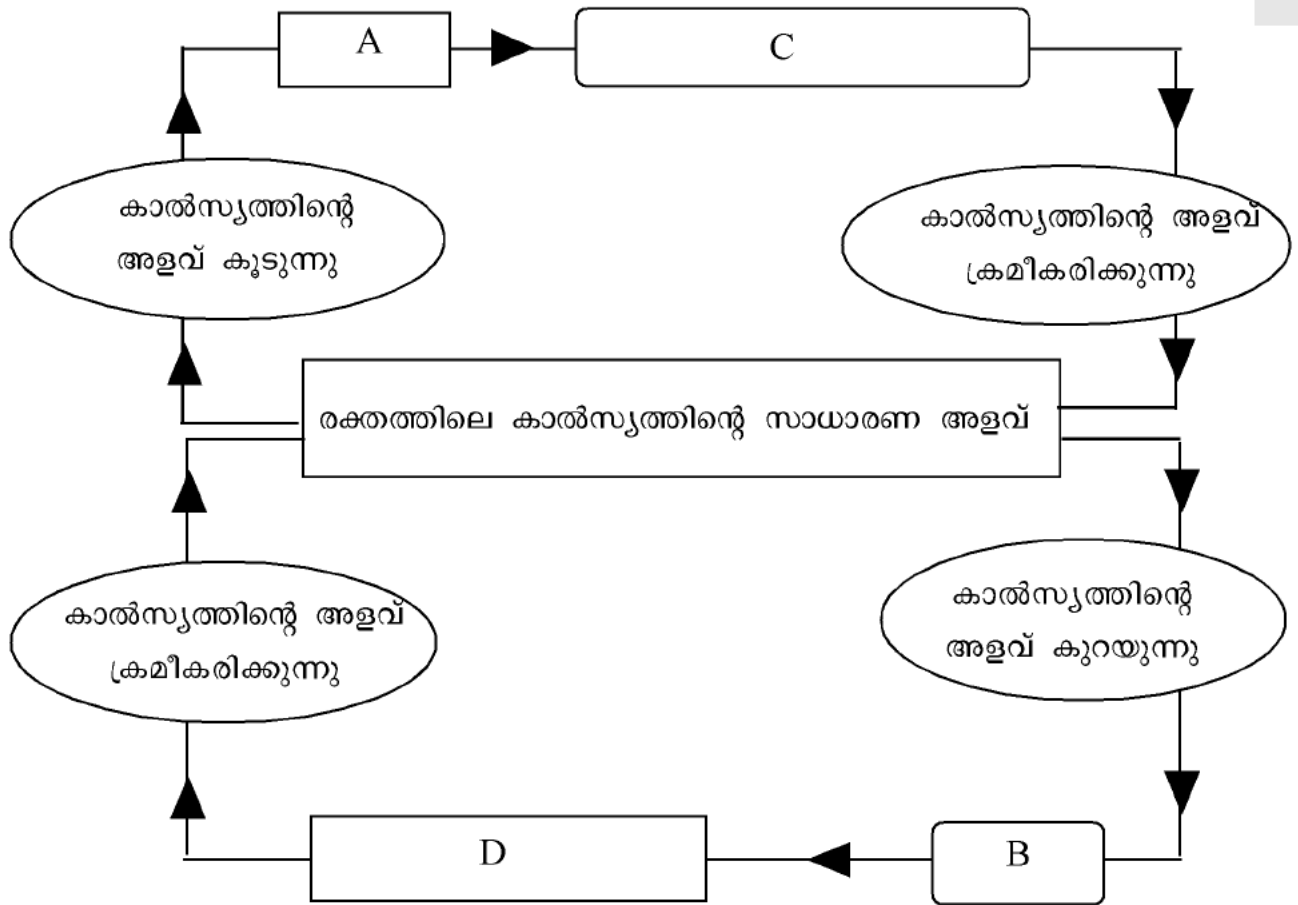 A
C
കാൽസ്യത്തിന്റെ
അളവ് കൂടുന്നു
കാൽസ്യത്തിന്റെ അളവ്
ക്രമീകരിക്കുന്നു
രക്തത്തിലെ കാൽസ്യത്തിന്റെ സാധാരണ അളവ്
കാൽസ്യത്തിന്റെ അളവ്
ക്രമീകരിക്കുന്നു
കാൽസ്യത്തിന്റെ
അളവ് കുറയുന്നു
D
B